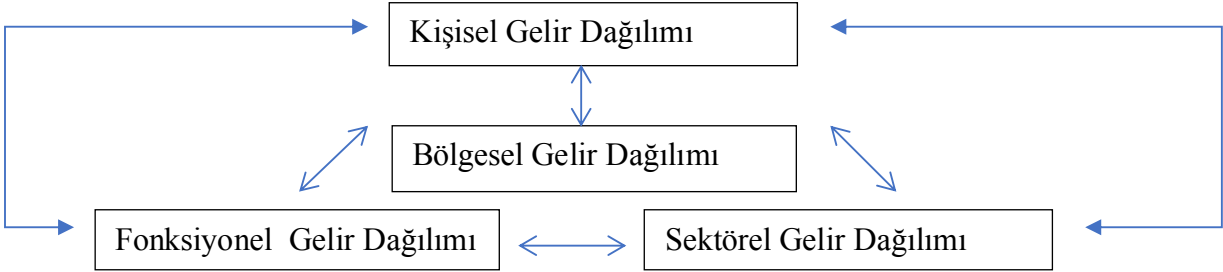 Kişisel Gelir Dağılımı
Bölgesel Gelir Dağılımı
Fonksiyonel  Gelir Dağılımı
Sektörel Gelir Dağılımı